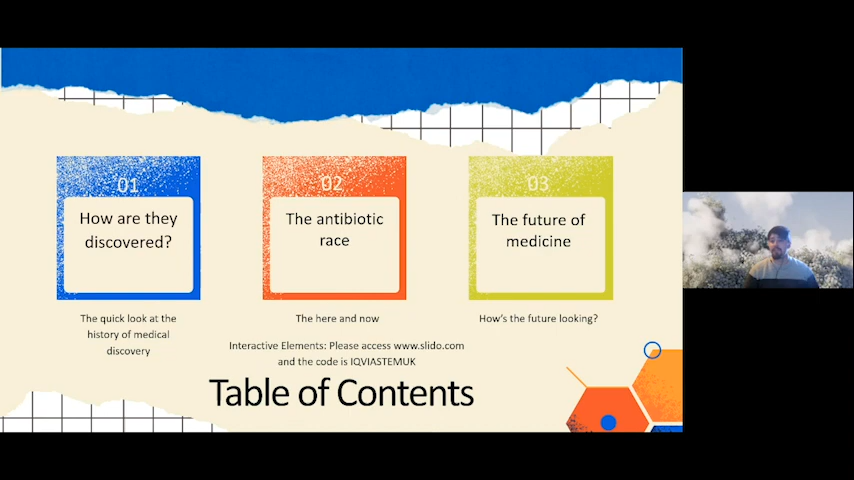 01
How are they
discovered?
The quick look at the
history of medical
discovery
02
The antibiotic
race
The here and now
03
The future of
medicine
How's the future looking?
Interactive Elements: Please access www.slido.com
and the code is IQVIASTEMUK
Table of Contents